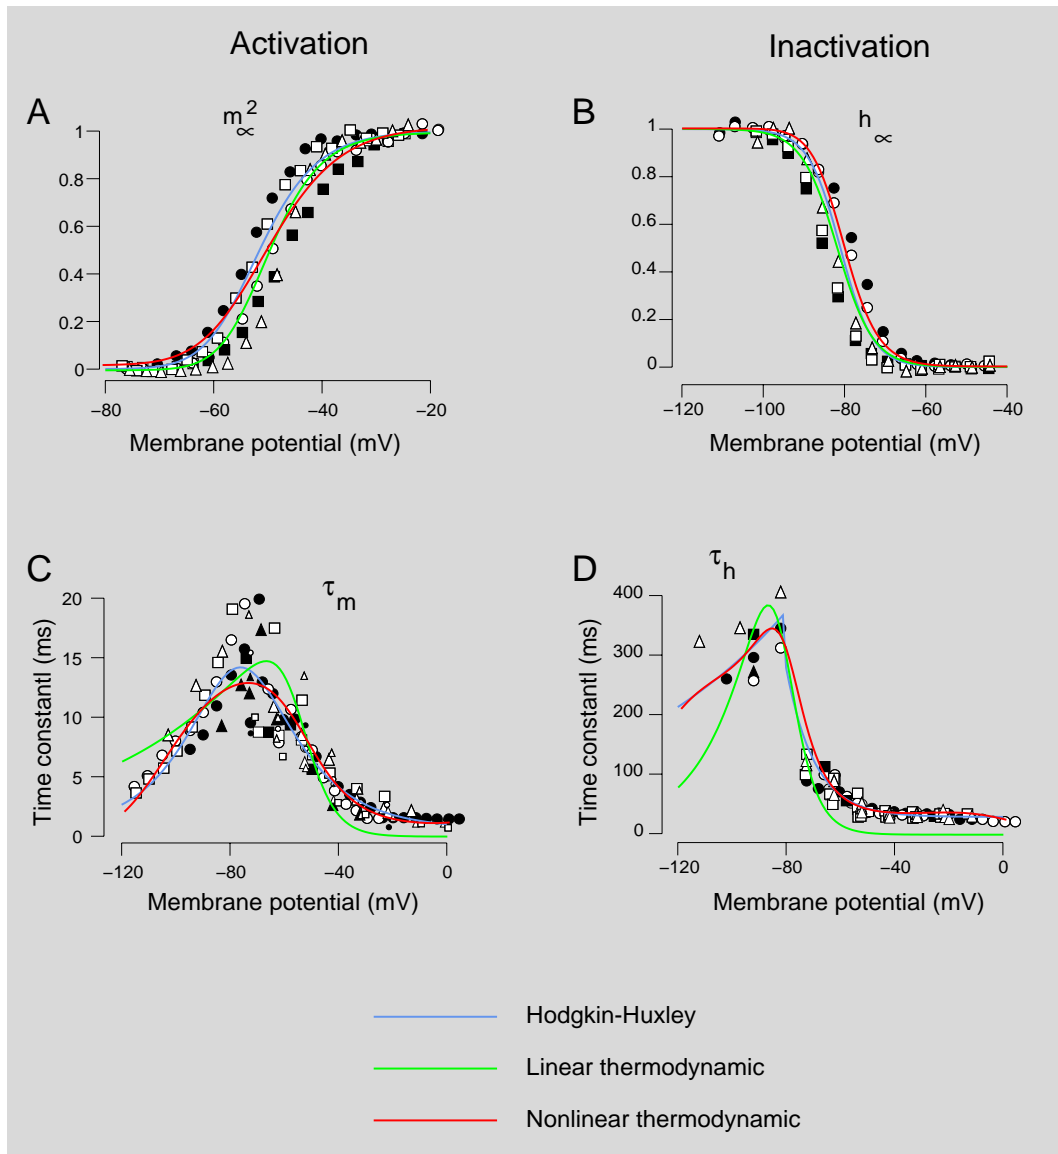 Activation
Inactivation
A
m∝²
B
h∝
1
0.8
0.6
0.4
0.2
0
−80
−60
−40
−20
Membrane potential (mV)
1
0.8
0.6
0.4
0.2
0
−120
−100
−80
−60
−40
Membrane potential (mV)
C
τm
D
τh
Time constantl (ms)
20
15
10
5
0
−120
−80
−40
0
Membrane potential (mV)
Time constantl (ms)
400
300
200
100
0
−120
−80
−40
0
Membrane potential (mV)
Hodgkin-Huxley
Linear thermodynamic
Nonlinear thermodynamic